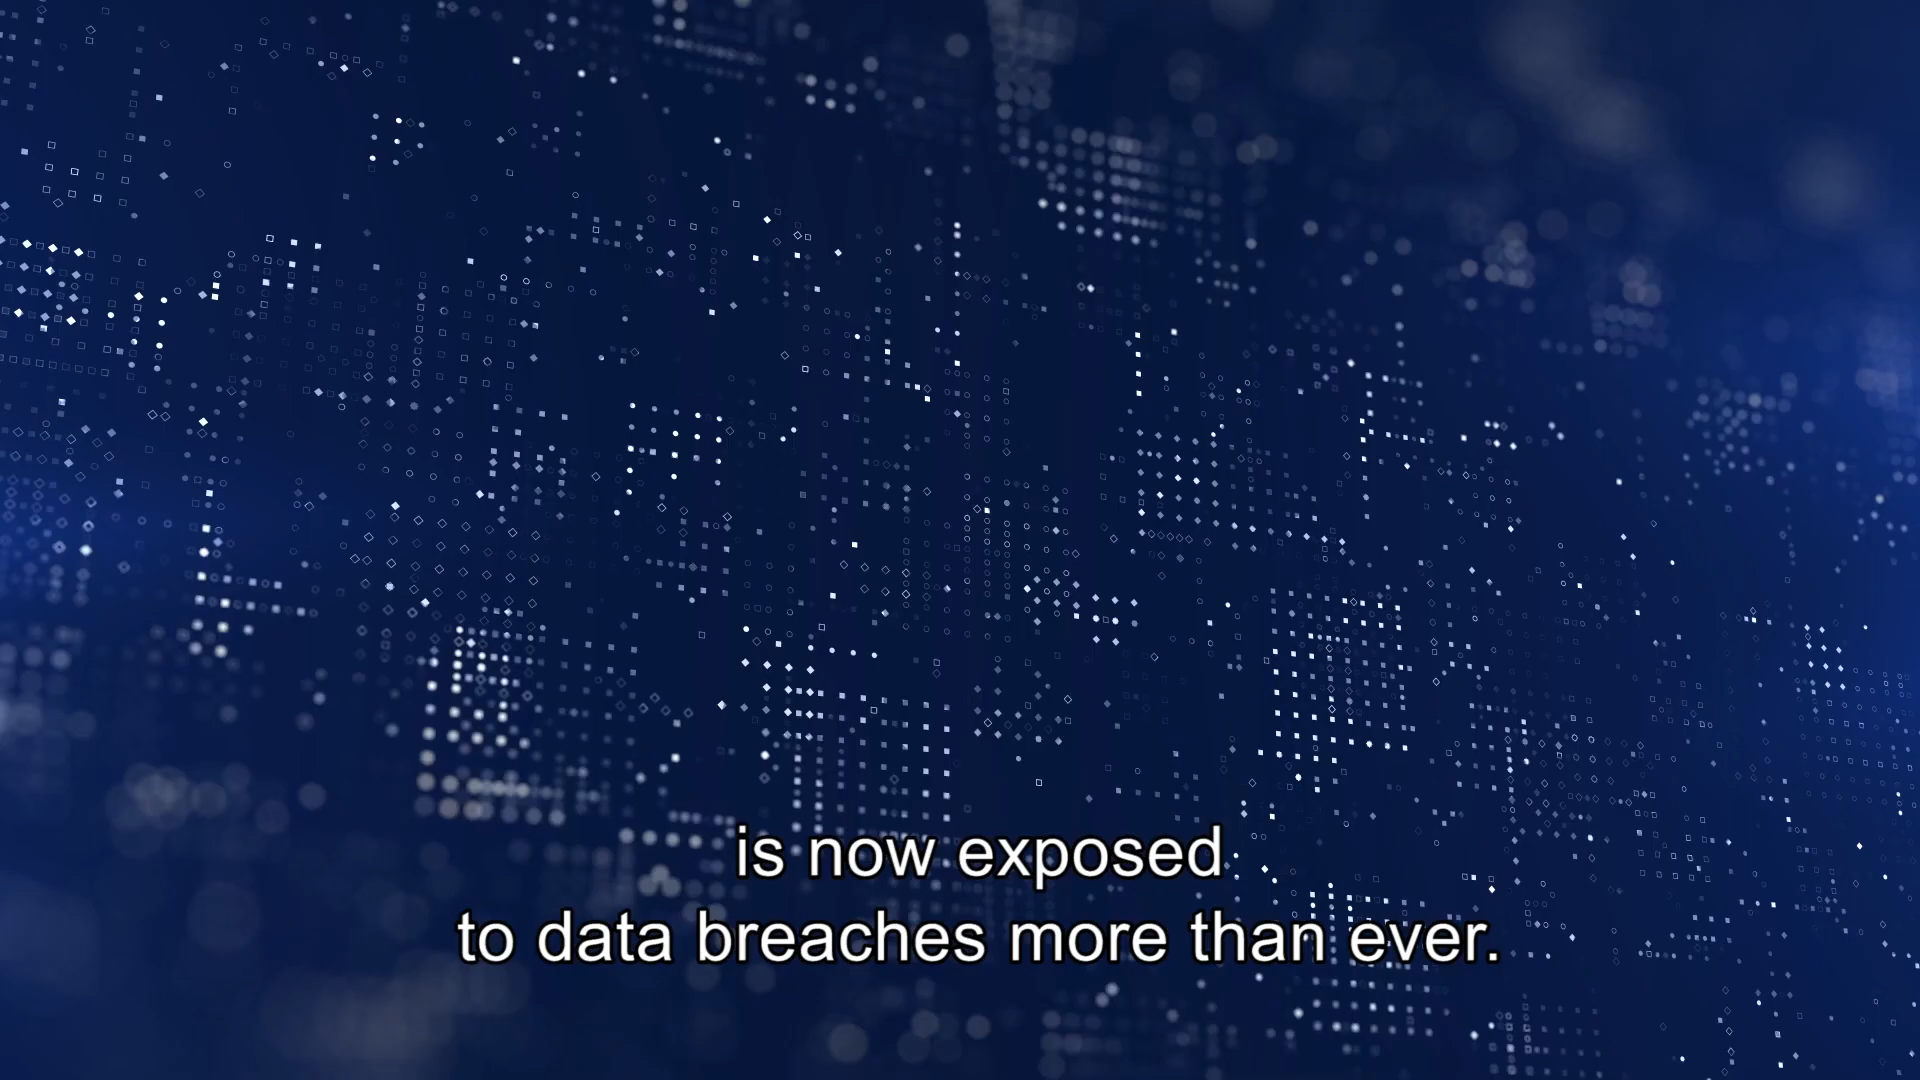 is now exposed
to data breaches more than ever.